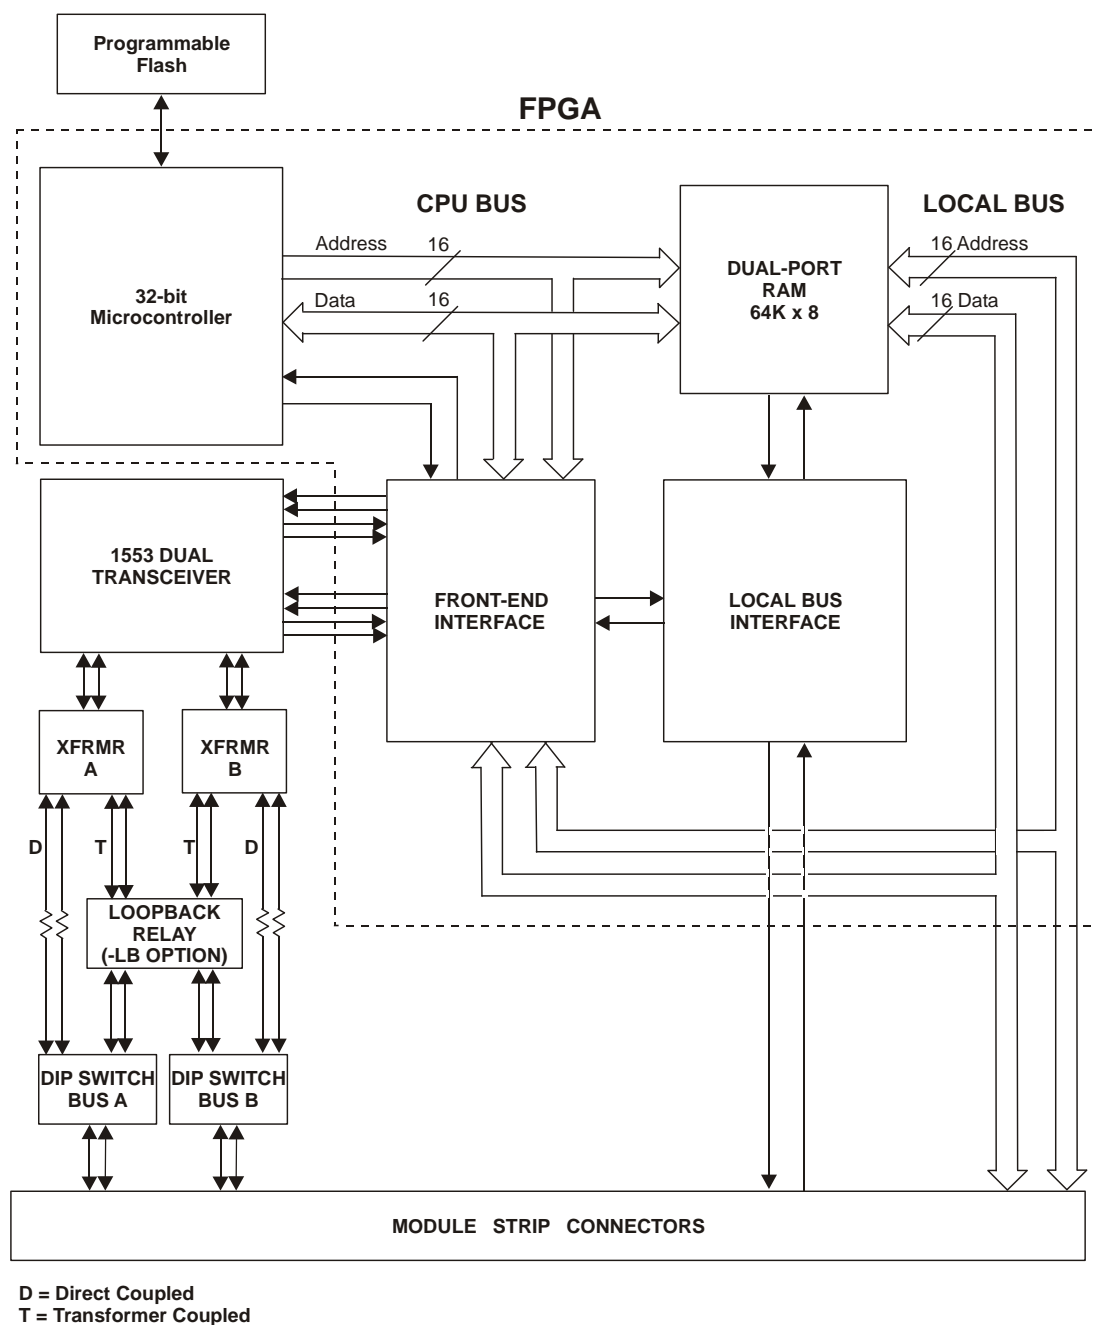 Programmable
Flash
FPGA
CPU BUS
LOCAL BUS
Address 16
16 Address
32-bit
Microcontroller
DUAL-PORT
RAM
64K x 8
Data 16
16 Data
1553 DUAL
TRANSCEIVER
FRONT-END
INTERFACE
LOCAL BUS
INTERFACE
XFRMR
A
XFRMR
B
D T T D
LOOPBACK
RELAY
(-LB OPTION)
DIP SWITCH
BUS A
DIP SWITCH
BUS B
MODULE STRIP CONNECTORS
D = Direct Coupled
T = Transformer Coupled